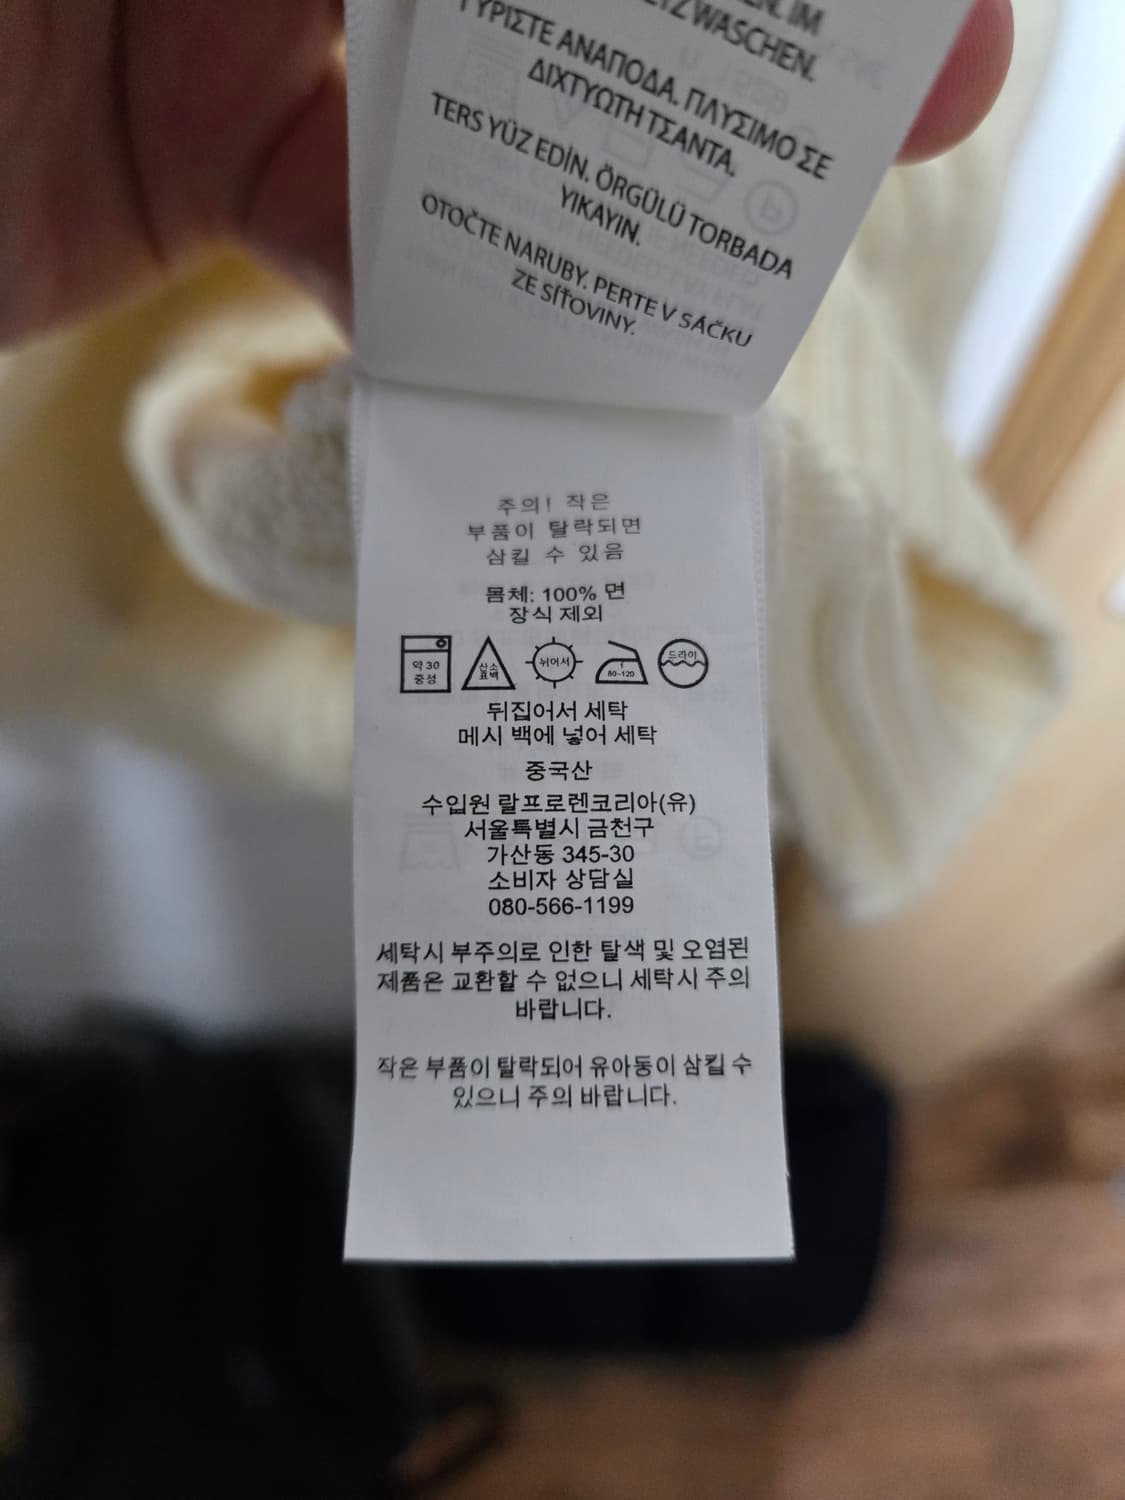 IM
WASCHEN.
ΓΥΡΙΣΤΕ ΑΝΑΠΟΔΑ. ΠΛΥΣΙΜΟ ΣΕ
ΔΙΧΤΥΩΤΗ ΤΣΑΝΤΑ.
TERS YÜZ EDİN. ÖRGÜLÜ TORBADA
YIKAYIN.
OTOČTE NARUBY. PERTE V SÁČKU
ZE SÍŤOVINY.
주의! 작은
부품이 탈락되면
삼킬 수 있음
몸체: 100% 면
장식 제외
약 30
중성
산소
표백
뉘어서
80-120
드라이
뒤집어서 세탁
메시 백에 넣어 세탁
중국산
수입원 랄프로렌코리아(유)
서울특별시 금천구
가산동 345-30
소비자 상담실
080-566-1199
세탁시 부주의로 인한 탈색 및 오염된
제품은 교환할 수 없으니 세탁시 주의
바랍니다.
작은 부품이 탈락되어 유아동이 삼킬 수
있으니 주의 바랍니다.